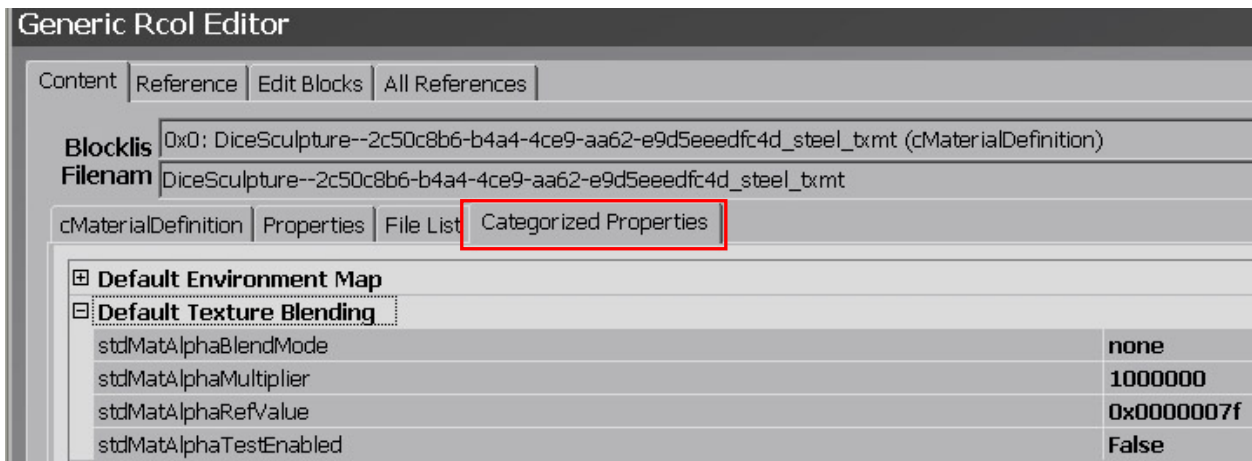 Generic Rcol Editor
Content Reference Edit Blocks All References
Blocklis 0x0: DiceSculpture--2c50c8b6-b4a4-4ce9-aa62-e9d5eeedfc4d_steel_txmt (cMaterialDefinition)
Filenam DiceSculpture--2c50c8b6-b4a4-4ce9-aa62-e9d5eeedfc4d_steel_txmt
cMaterialDefinition Properties File List Categorized Properties
Default Environment Map
Default Texture Blending
stdMatAlphaBlendMode none
stdMatAlphaMultiplier 1000000
stdMatAlphaRefValue 0x0000007f
stdMatAlphaTestEnabled False